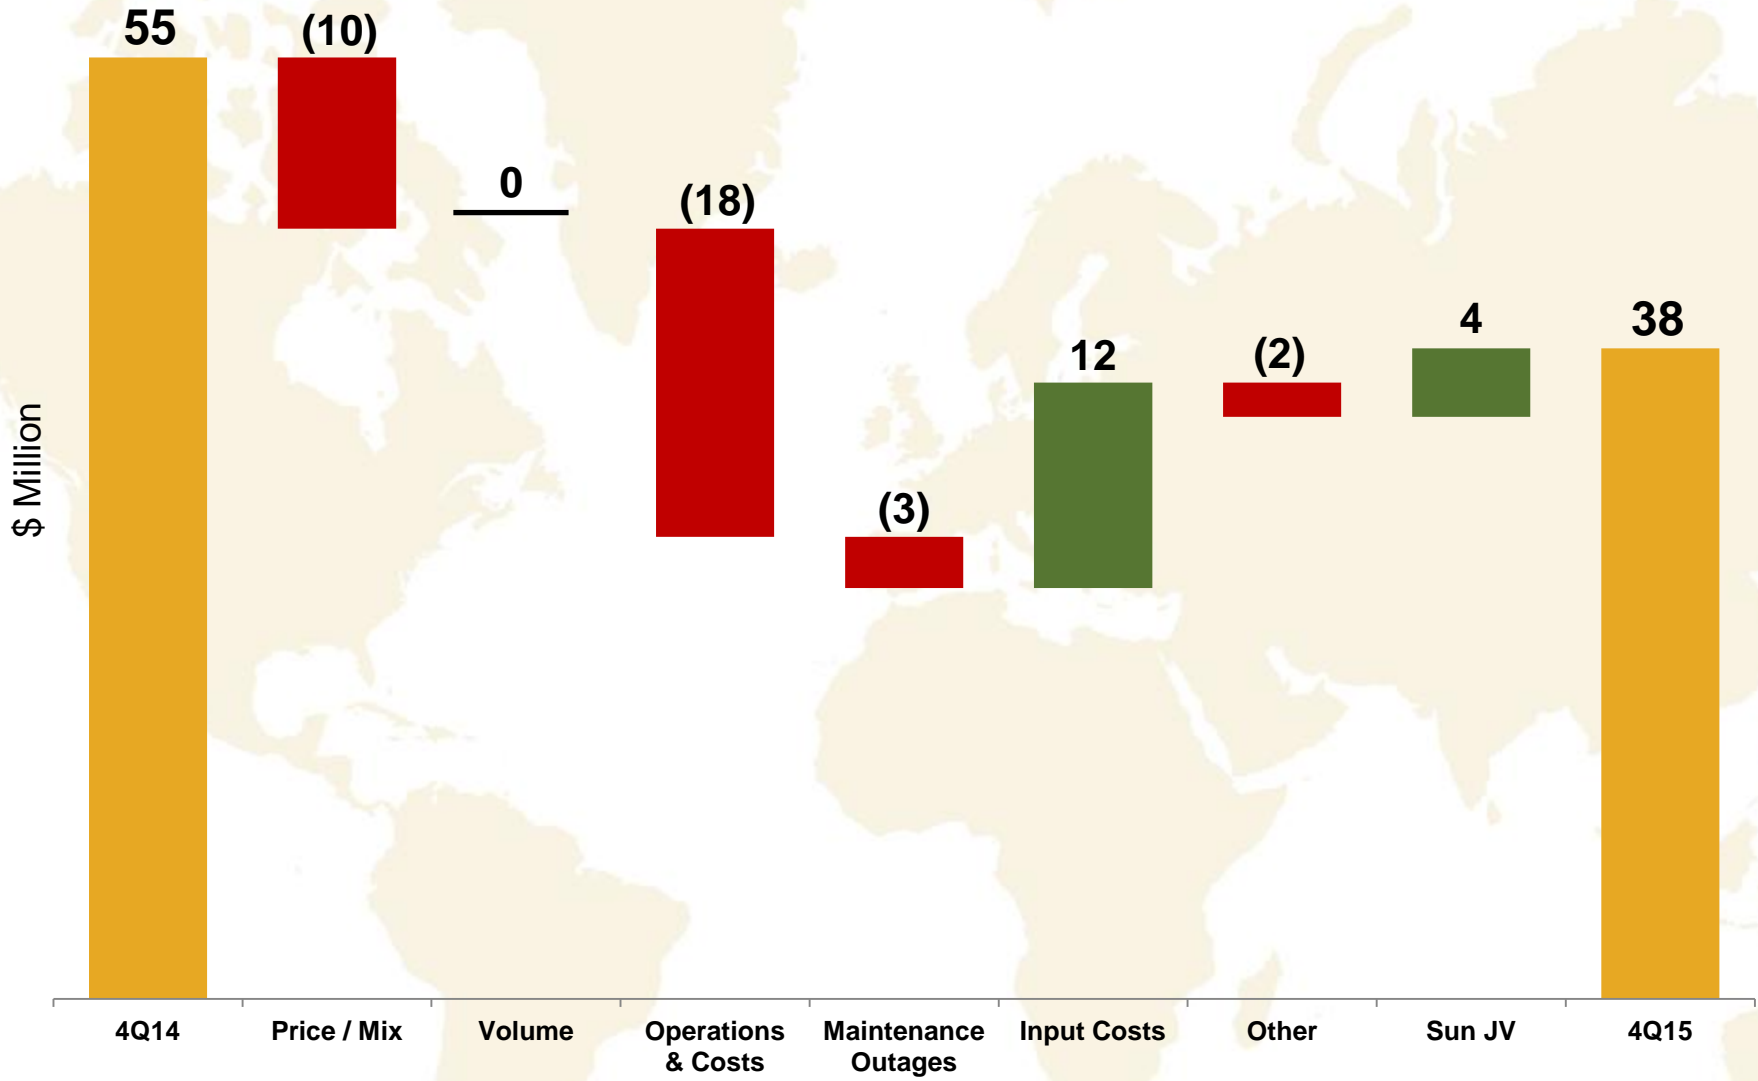 55
(10)
0
(18)
(3)
12
(2)
4
38
$ Million
4Q14
Price / Mix
Volume
Operations
& Costs
Maintenance
Outages
Input Costs
Other
Sun JV
4Q15